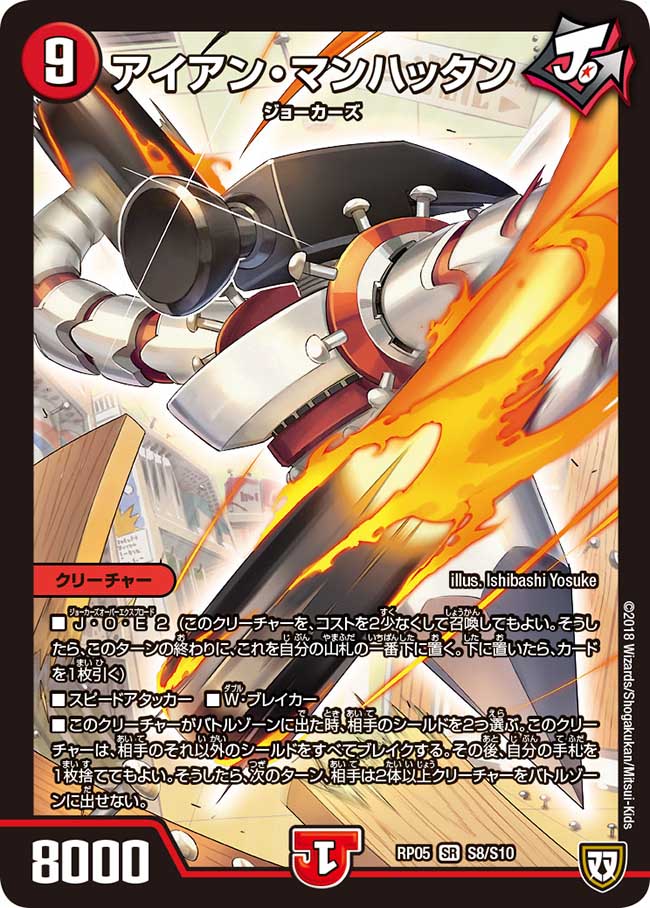 9
アイアン・マンハッタン
ジョーカーズ
J
クリーチャー
illus. Ishibashi Yosuke
■J・O・E 2(このクリーチャーを、コストを2少なくして召喚してもよい。そうし
たら、このターンの終わりに、これを自分の山札の一番下に置く。下に置いたら、カード
を1枚引く)
■スピードアタッカー ■W・ブレイカー
■このクリーチャーがバトルゾーンに出た時、相手のシールドを2つ選ぶ。このクリー
チャーは、相手のそれ以外のシールドをすべてブレイクする。その後、自分の手札を
1枚捨ててもよい。そうしたら、次のターン、相手は2体以上クリーチャーをバトルゾー
ンに出せない。
©2018 Wizards/Shogakukan/Mitsui-Kids
8000
RP05 SR S8/S10